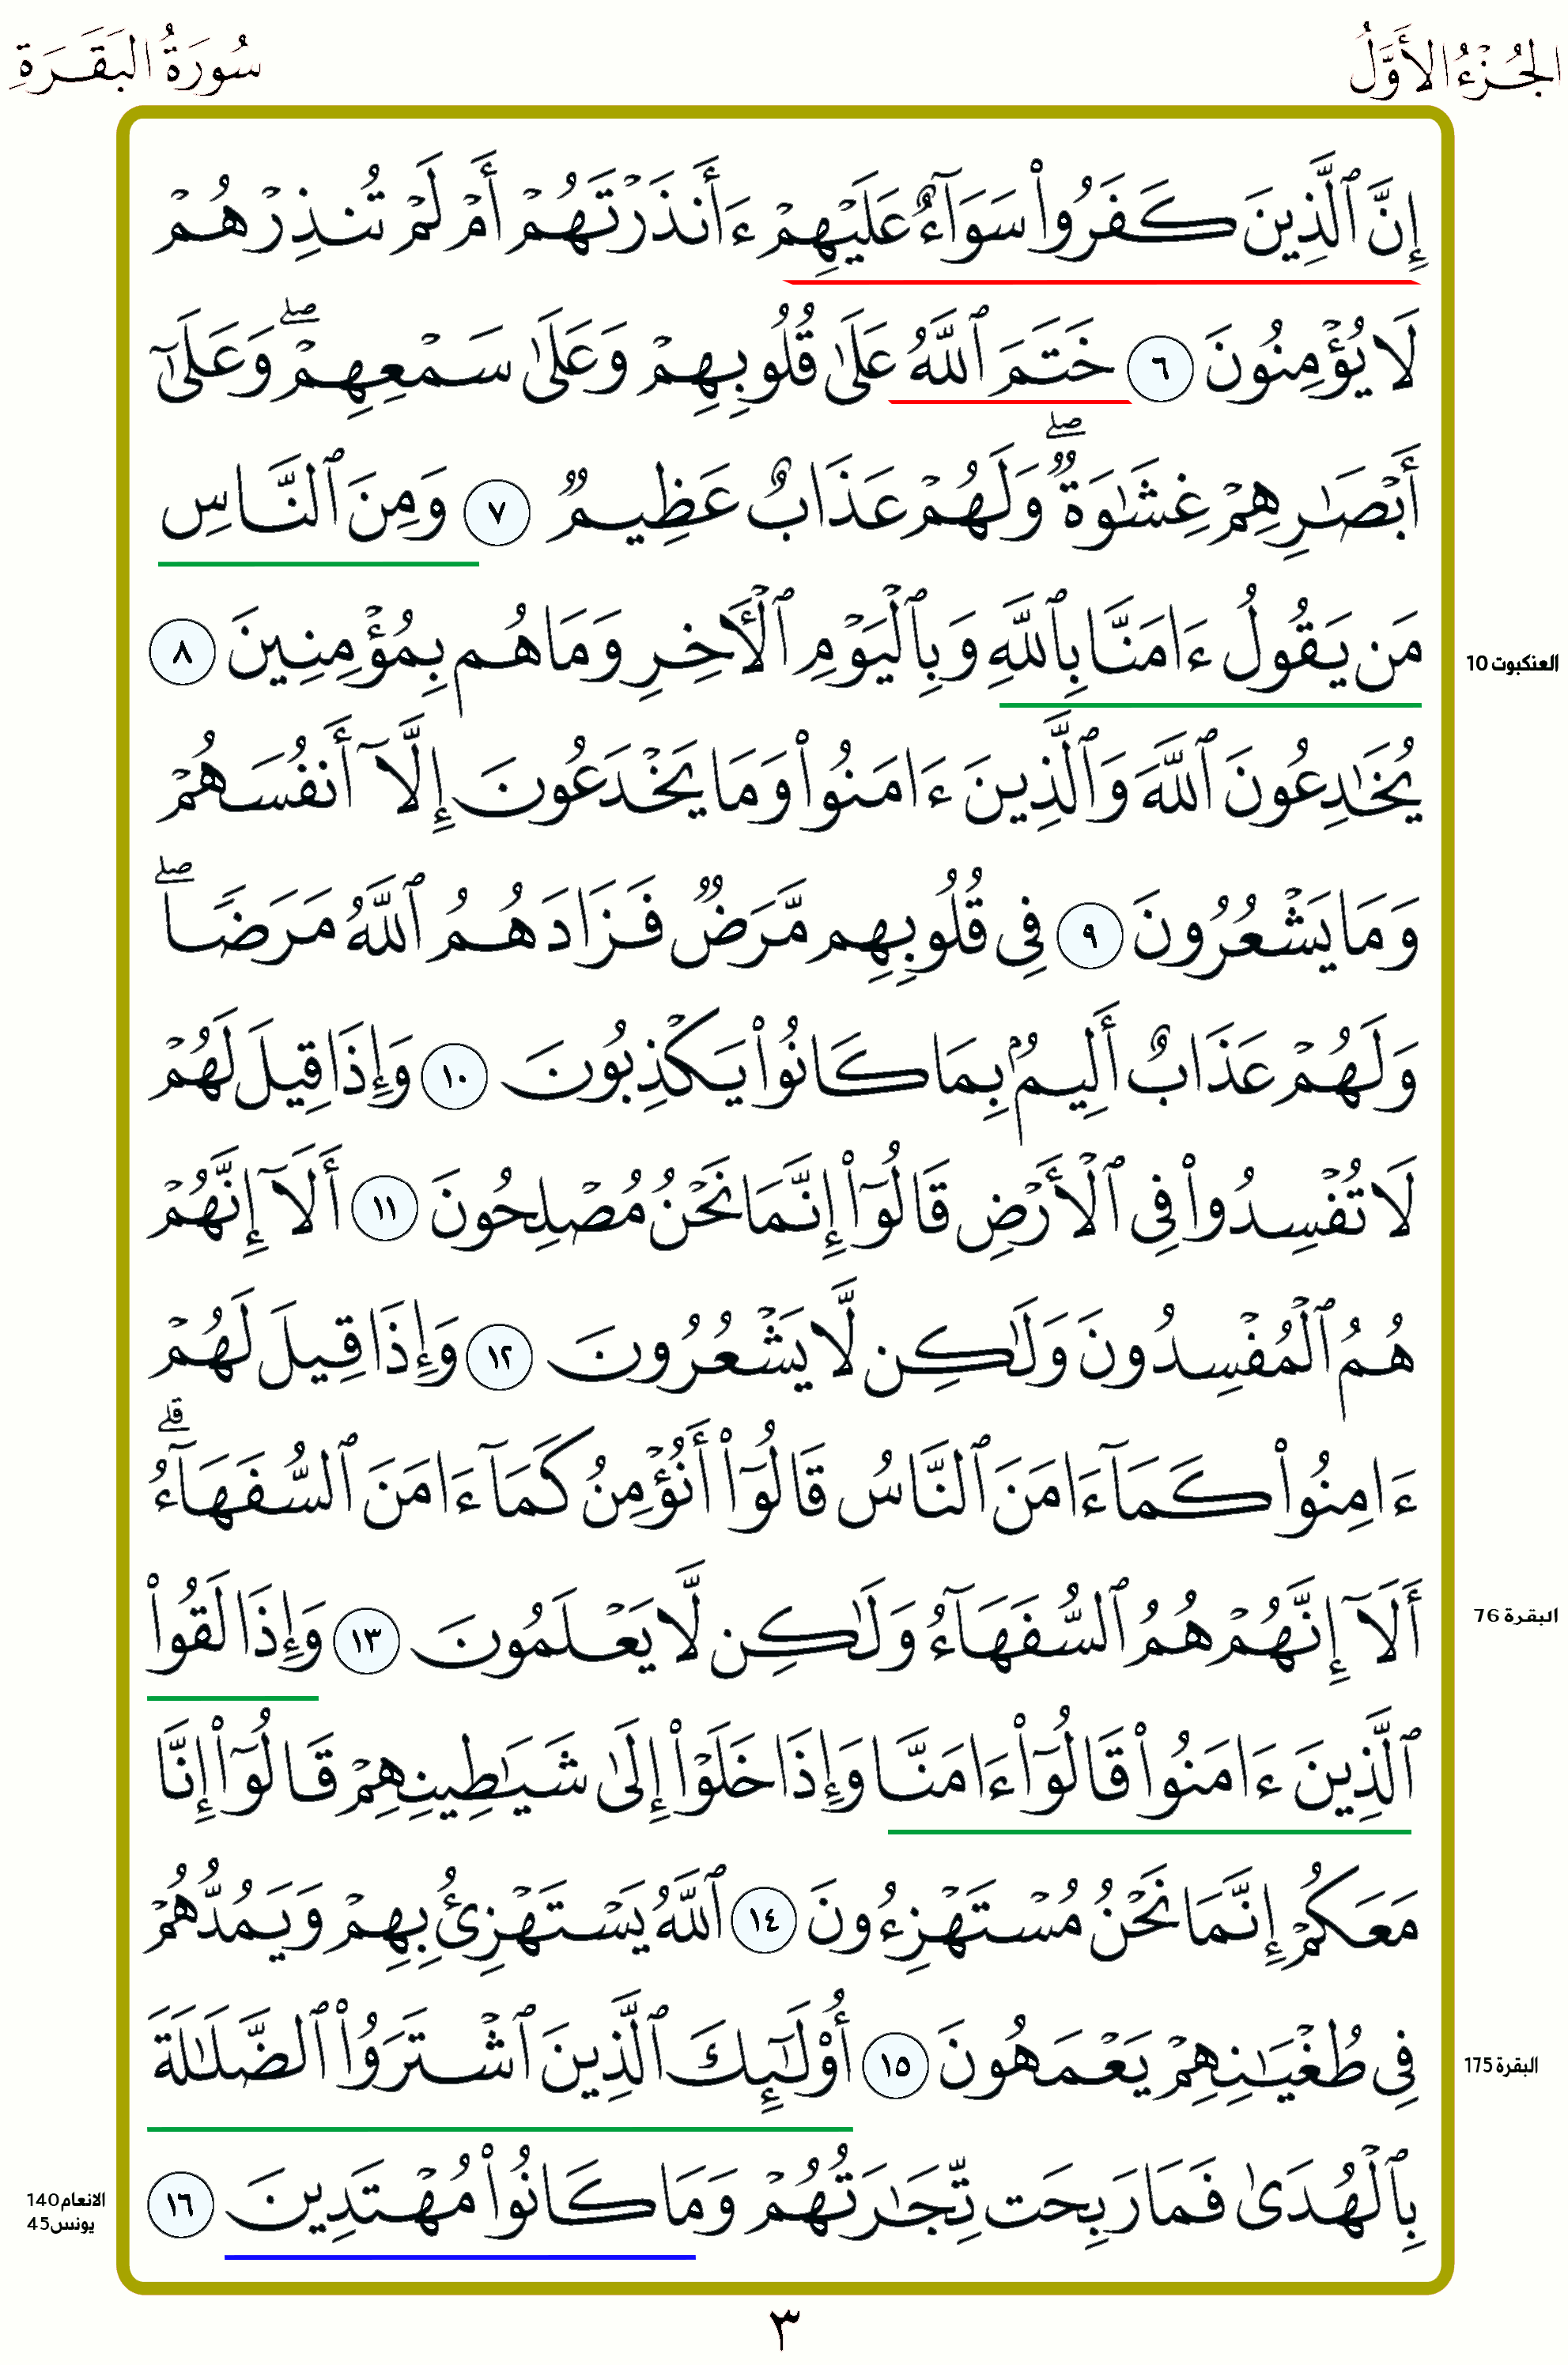 الجُزْءُ الأَوَّلُ
سُورَةُ البَقَرَةِ
إِنَّ ٱلَّذِينَ كَفَرُوا۟ سَوَآءٌ عَلَيْهِمْ ءَأَنذَرْتَهُمْ أَمْ لَمْ تُنذِرْهُمْ
لَا يُؤْمِنُونَ ٦ خَتَمَ ٱللَّهُ عَلَىٰ قُلُوبِهِمْ وَعَلَىٰ سَمْعِهِمْ ۖ وَعَلَىٰٓ
أَبْصَـٰرِهِمْ غِشَـٰوَةٌ ۖ وَلَهُمْ عَذَابٌ عَظِيمٌ ٧ وَمِنَ ٱلنَّاسِ
مَن يَقُولُ ءَامَنَّا بِٱللَّهِ وَبِٱلْيَوْمِ ٱلْـَٔاخِرِ وَمَا هُم بِمُؤْمِنِينَ ٨
العنكبوت 10
يُخَـٰدِعُونَ ٱللَّهَ وَٱلَّذِينَ ءَامَنُوا۟ وَمَا يَخْدَعُونَ إِلَّآ أَنفُسَهُمْ
وَمَا يَشْعُرُونَ ٩ فِى قُلُوبِهِم مَّرَضٌ فَزَادَهُمُ ٱللَّهُ مَرَضًا ۖ
وَلَهُمْ عَذَابٌ أَلِيمٌۢ بِمَا كَانُوا۟ يَكْذِبُونَ ١٠ وَإِذَا قِيلَ لَهُمْ
لَا تُفْسِدُوا۟ فِى ٱلْأَرْضِ قَالُوٓا۟ إِنَّمَا نَحْنُ مُصْلِحُونَ ١١ أَلَآ إِنَّهُمْ
هُمُ ٱلْمُفْسِدُونَ وَلَـٰكِن لَّا يَشْعُرُونَ ١٢ وَإِذَا قِيلَ لَهُمْ
ءَامِنُوا۟ كَمَآ ءَامَنَ ٱلنَّاسُ قَالُوٓا۟ أَنُؤْمِنُ كَمَآ ءَامَنَ ٱلسُّفَهَآءُ ۗ
أَلَآ إِنَّهُمْ هُمُ ٱلسُّفَهَآءُ وَلَـٰكِن لَّا يَعْلَمُونَ ١٣ وَإِذَا لَقُوا۟
البقرة 76
ٱلَّذِينَ ءَامَنُوا۟ قَالُوٓا۟ ءَامَنَّا وَإِذَا خَلَوْا۟ إِلَىٰ شَيَـٰطِينِهِمْ قَالُوٓا۟ إِنَّا
مَعَكُمْ إِنَّمَا نَحْنُ مُسْتَهْزِءُونَ ١٤ ٱللَّهُ يَسْتَهْزِئُ بِهِمْ وَيَمُدُّهُمْ
فِى طُغْيَـٰنِهِمْ يَعْمَهُونَ ١٥ أُو۟لَـٰٓئِكَ ٱلَّذِينَ ٱشْتَرَوُا۟ ٱلضَّلَـٰلَةَ
البقرة 175
بِٱلْهُدَىٰ فَمَا رَبِحَت تِّجَـٰرَتُهُمْ وَمَا كَانُوا۟ مُهْتَدِينَ ١٦
الانعام 140
يونس 45
٣